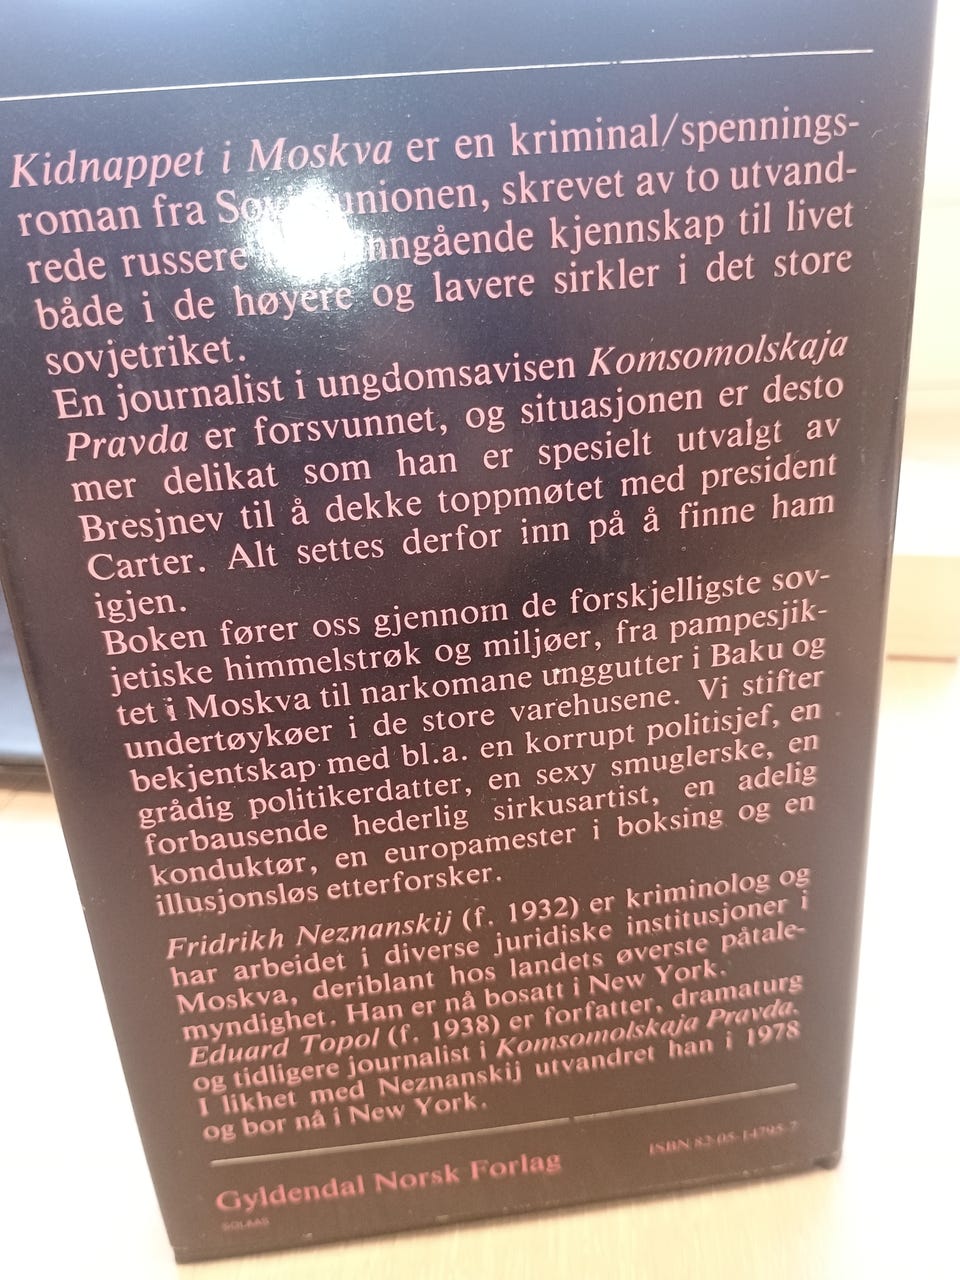 Kidnappet i Moskva er en kriminal/spennings-
roman fra Sovjetunionen, skrevet av to utvand-
rede russere inngående kjennskap til livet
både i de høyere og lavere sirkler i det store
sovjetriket.
En journalist i ungdomsavisen Komsomolskaja
Pravda er forsvunnet, og situasjonen er desto
mer delikat som han er spesielt utvalgt av
Bresjnev til å dekke toppmøtet med president
Carter. Alt settes derfor inn på å finne ham
igjen.
Boken fører oss gjennom de forskjelligste sov-
jetiske himmelstrøk og miljøer, fra pampesjik-
tet i Moskva til narkomane unggutter i Baku og
undertøykøer i de store varehusene. Vi stifter
bekjentskap med bl.a. en korrupt politisjef, en
grådig politikerdatter, en sexy smuglerske, en
forbausende hederlig sirkusartist, en adelig
konduktør, en europamester i boksing og en
illusjonsløs etterforsker.
Fridrikh Neznanskij (f. 1932) er kriminolog og
har arbeidet i diverse juridiske institusjoner i
Moskva, deriblant hos landets øverste påtale-
myndighet. Han er nå bosatt i New York.
Eduard Topol (f. 1938) er forfatter, dramaturg
og tidligere journalist i Komsomolskaja Pravda.
I likhet med Neznanskij utvandret han i 1978
og bor nå i New York.
ISBN 82-05-14795-7
Gyldendal Norsk Forlag